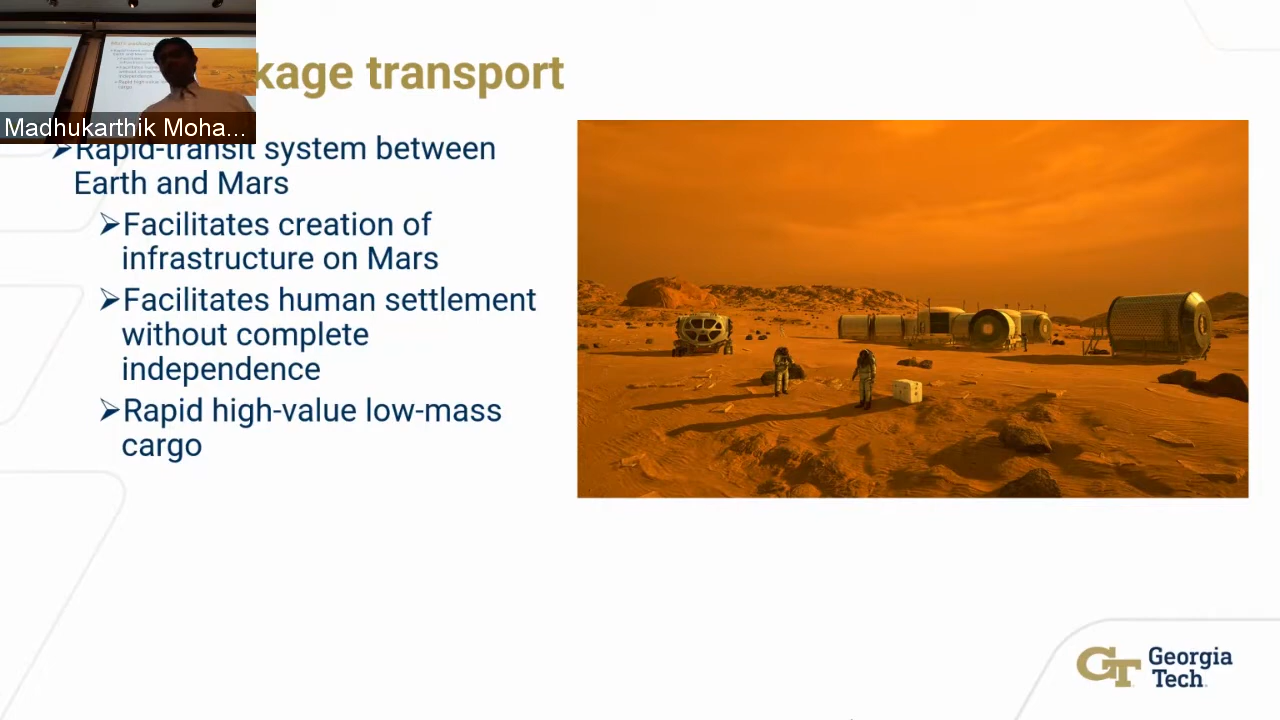 kage transport
Madhukarthik Moha...
➢Rapid-transit system between
Earth and Mars
➢Facilitates creation of
infrastructure on Mars
➢Facilitates human settlement
without complete
independence
➢Rapid high-value low-mass
cargo
GT Georgia
Tech